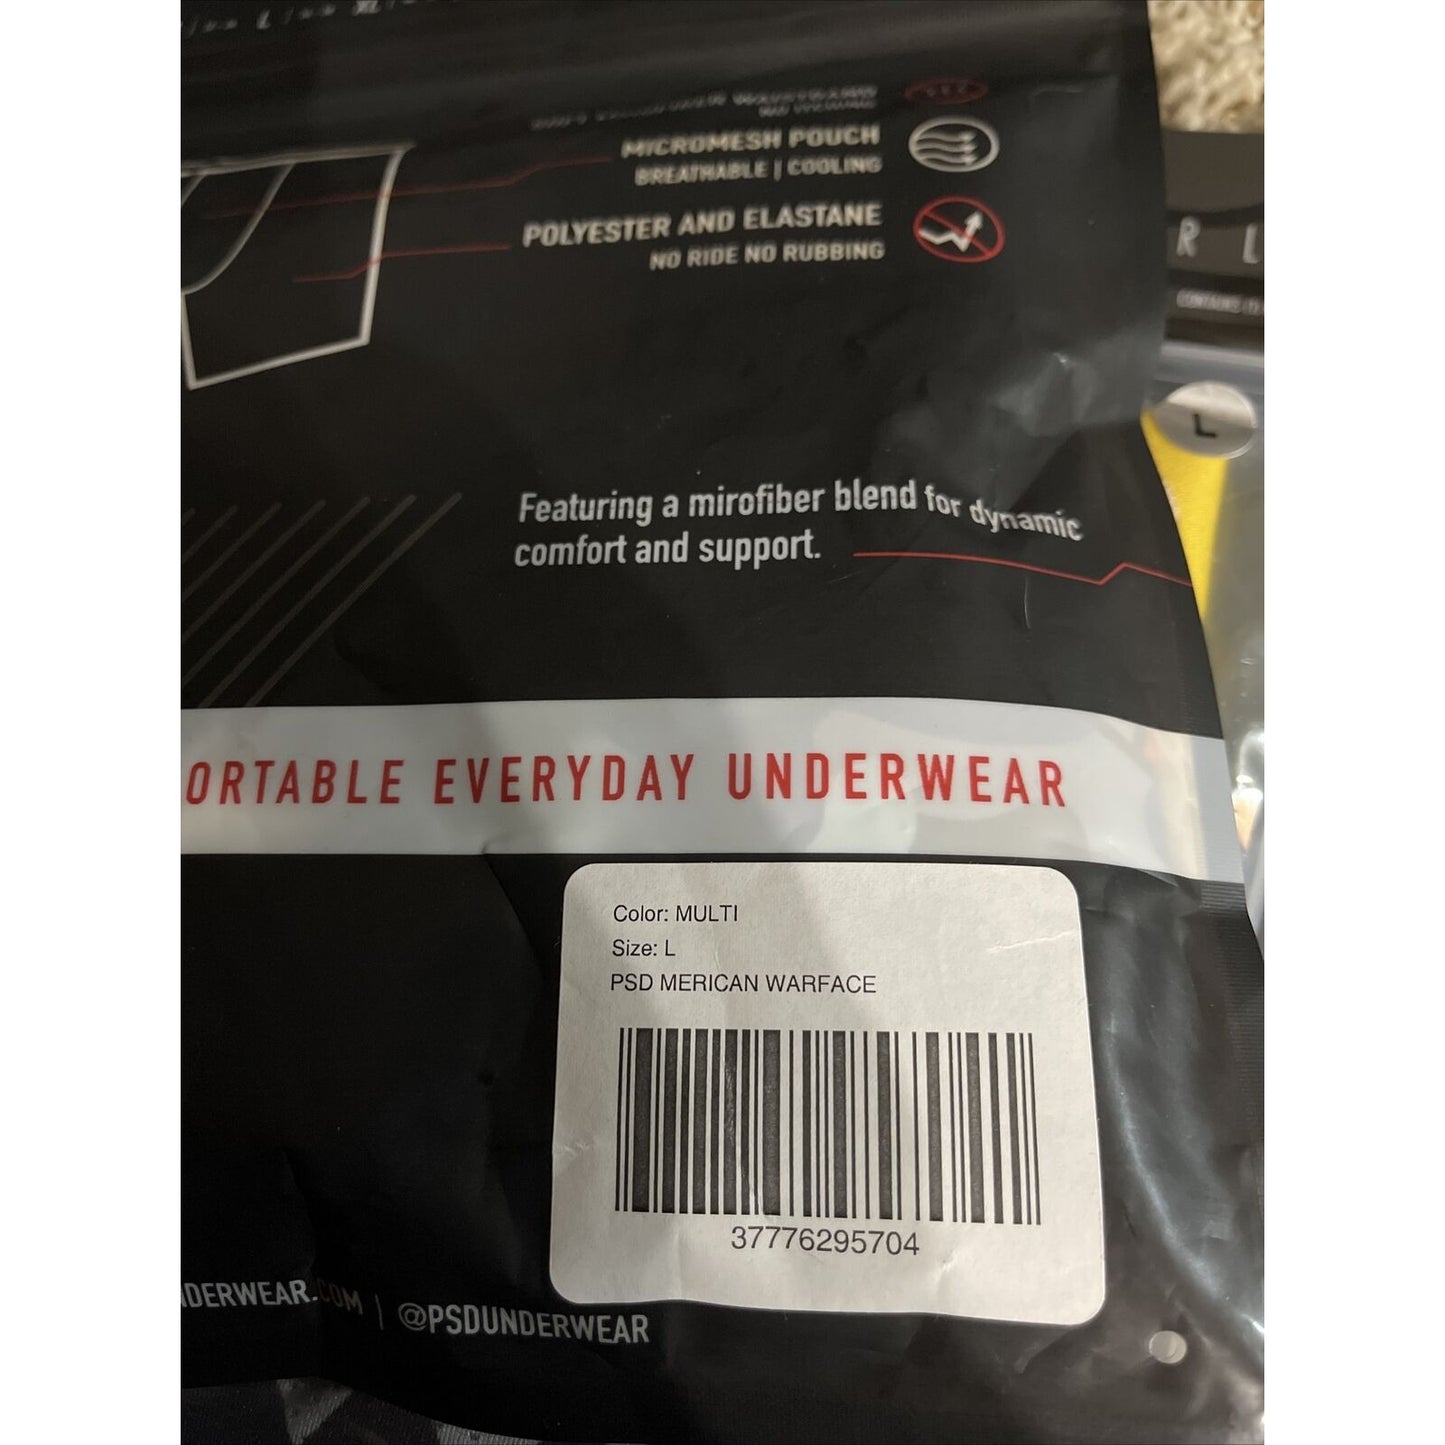 L
XL
MICROMESH POUCH
BREATHABLE | COOLING
POLYESTER AND ELASTANE
NO RIDE NO RUBBING
R L
L
Featuring a mirofiber blend for dynamic
comfort and support.
ORTABLE EVERYDAY UNDERWEAR
Color: MULTI
Size: L
PSD MERICAN WARFACE
37776295704
DERWEAR.COM | @PSDUNDERWEAR